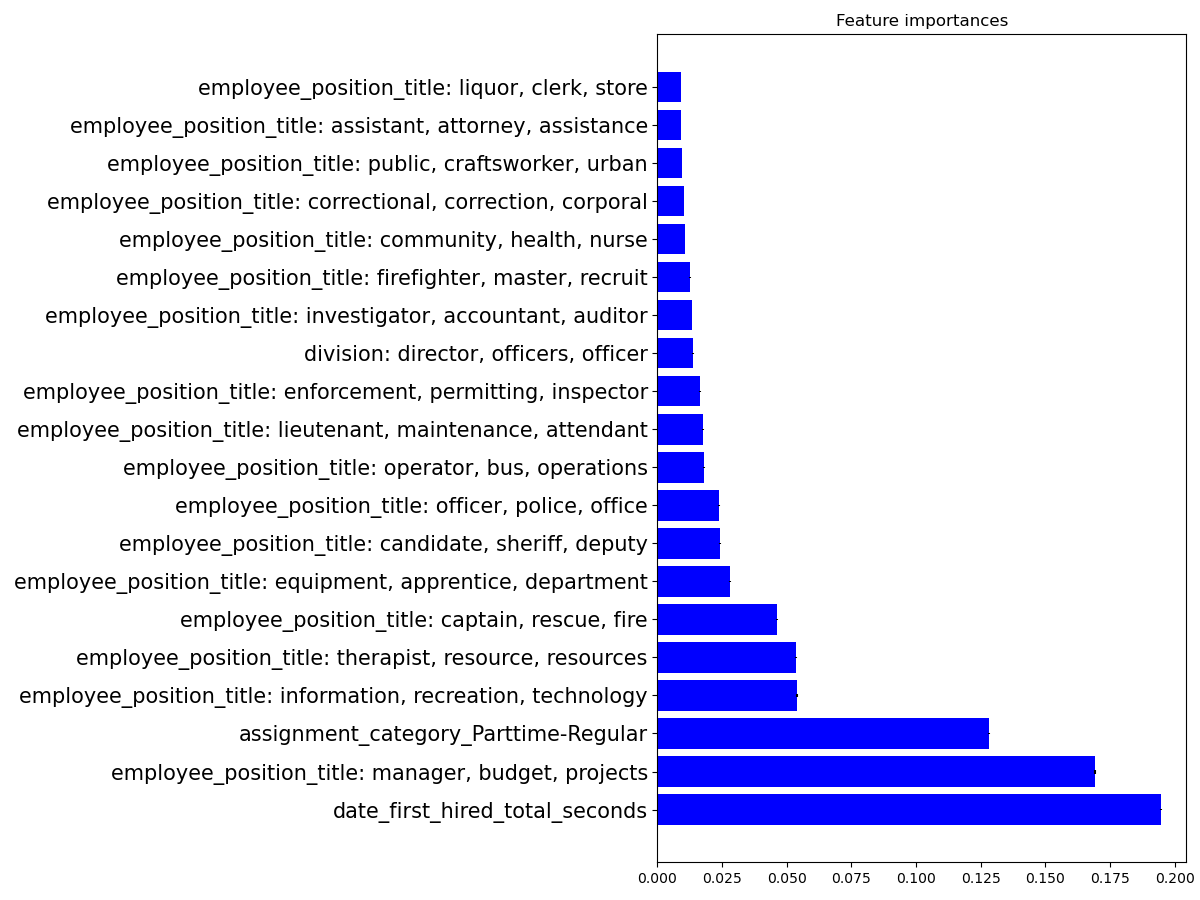 Feature importances
employee_position_title: liquor, clerk, store
employee_position_title: assistant, attorney, assistance
employee_position_title: public, craftsworker, urban
employee_position_title: correctional, correction, corporal
employee_position_title: community, health, nurse
employee_position_title: firefighter, master, recruit
employee_position_title: investigator, accountant, auditor
division: director, officers, officer
employee_position_title: enforcement, permitting, inspector
employee_position_title: lieutenant, maintenance, attendant
employee_position_title: operator, bus, operations
employee_position_title: officer, police, office
employee_position_title: candidate, sheriff, deputy
employee_position_title: equipment, apprentice, department
employee_position_title: captain, rescue, fire
employee_position_title: therapist, resource, resources
employee_position_title: information, recreation, technology
assignment_category_Parttime-Regular
employee_position_title: manager, budget, projects
date_first_hired_total_seconds
0.000 0.025 0.050 0.075 0.100 0.125 0.150 0.175 0.200